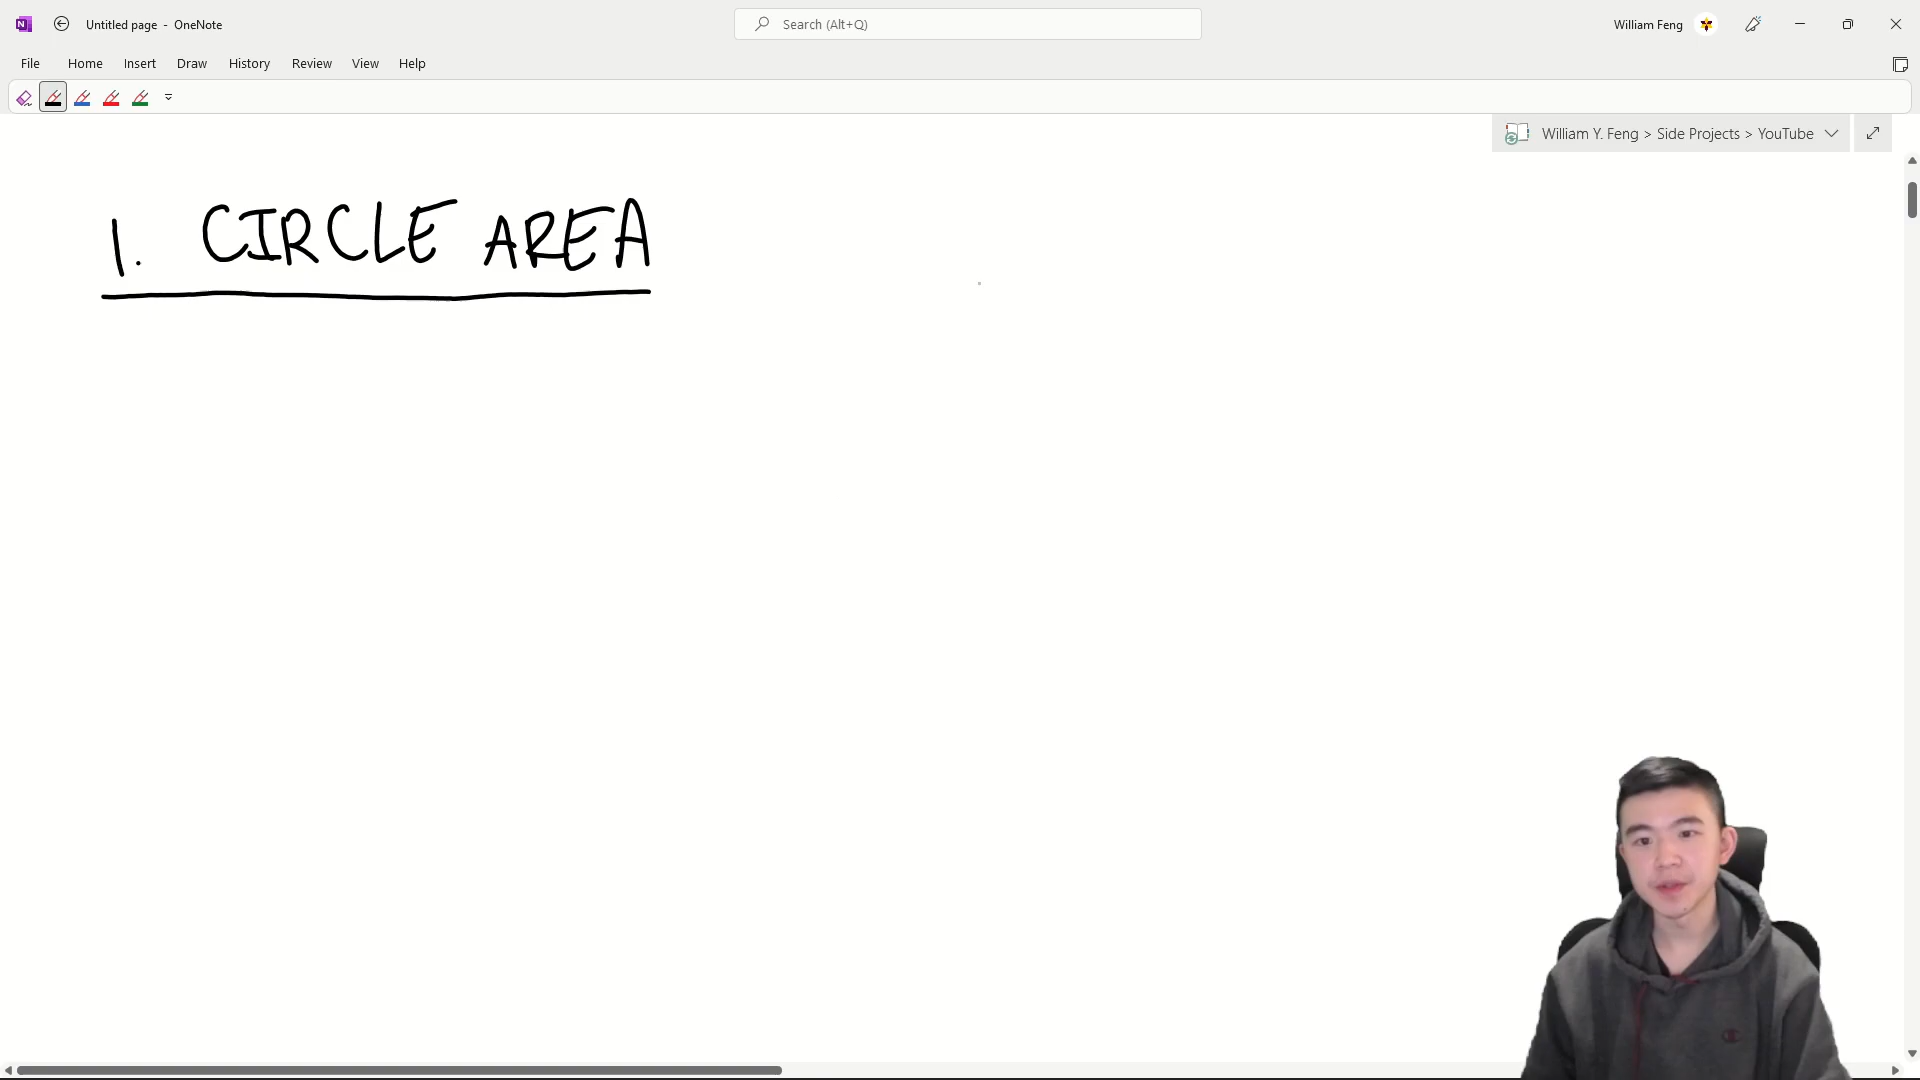 Untitled page - OneNote
Search (Alt+Q)
William Feng
File Home Insert Draw History Review View Help
William Y. Feng > Side Projects > YouTube
1. CIRCLE AREA